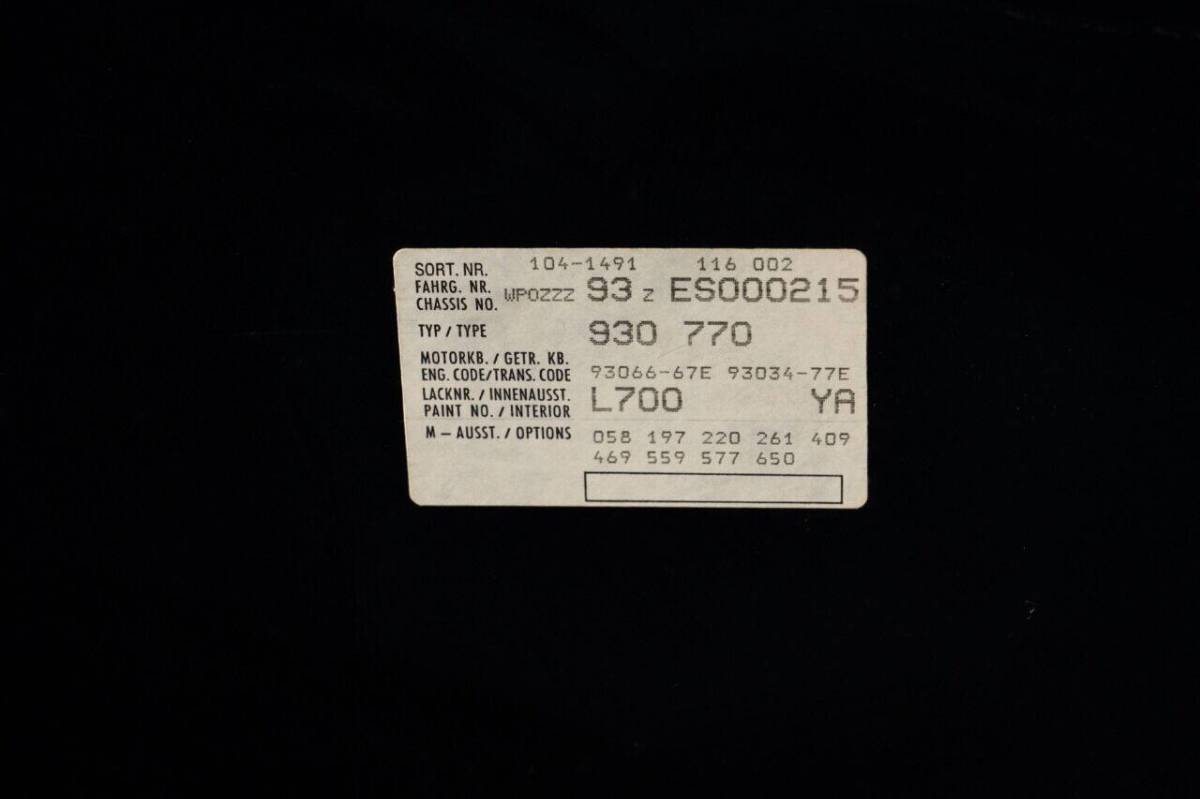 SORT. NR. 104-1491 116 002
FAHRG. NR.
CHASSIS NO. WPOZZZ 93 Z ES000215
TYP / TYPE 930 770
MOTORKB. / GETR. KB.
ENG. CODE/TRANS. CODE 93066-67E 93034-77E
LACKNR. / INNENAUSST.
PAINT NO. / INTERIOR L700 YA
M – AUSST. / OPTIONS 058 197 220 261 409
469 559 577 650